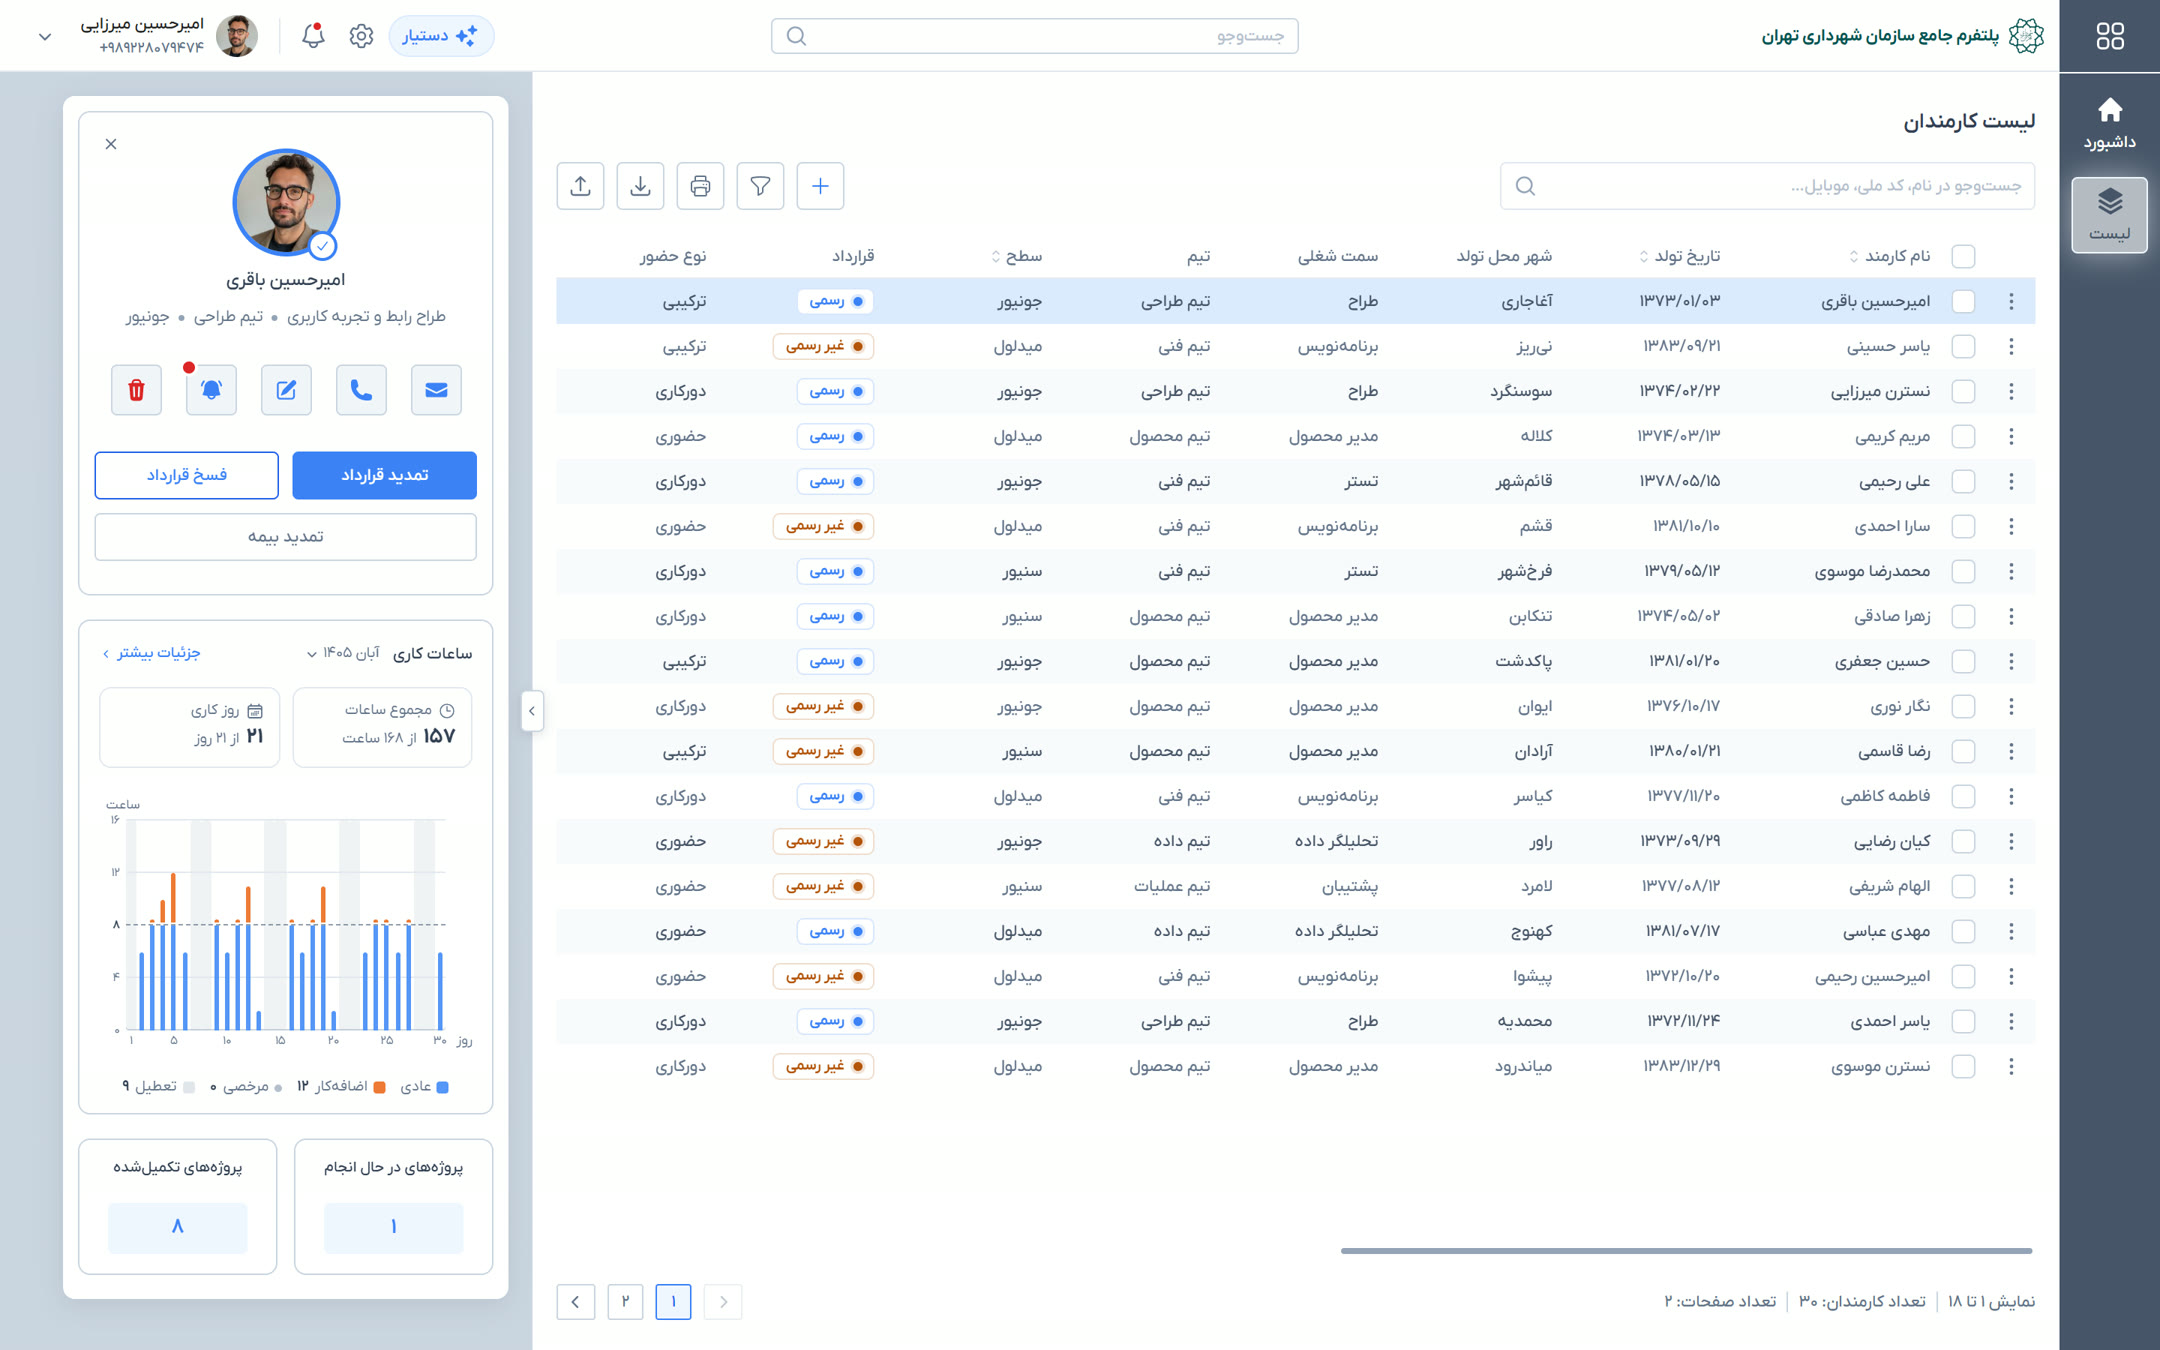 پلتفرم جامع سازمان شهرداری تهران
جست‌وجو
دستیار
امیرحسین میرزایی
+۹۸۹۲۲۸۰۷۹۴۷۴
داشبورد
لیست
لیست کارمندان
جست‌وجو در نام، کد ملی، موبایل...
نام کارمند تاریخ تولد شهر محل تولد سمت شغلی تیم سطح قرارداد نوع حضور
امیرحسین باقری ۱۳۷۳/۰۱/۰۳ آغاجاری طراح تیم طراحی جونیور رسمی ترکیبی
یاسر حسینی ۱۳۸۳/۰۹/۲۱ نی‌ریز برنامه‌نویس تیم فنی میدلول غیر رسمی ترکیبی
نسترن میرزایی ۱۳۷۴/۰۲/۲۲ سوسنگرد طراح تیم طراحی جونیور رسمی دورکاری
مریم کریمی ۱۳۷۴/۰۳/۱۳ کلاله مدیر محصول تیم محصول میدلول رسمی حضوری
علی رحیمی ۱۳۷۸/۰۵/۱۵ قائم‌شهر تستر تیم فنی جونیور رسمی دورکاری
سارا احمدی ۱۳۸۱/۱۰/۱۰ قشم برنامه‌نویس تیم فنی میدلول غیر رسمی حضوری
محمدرضا موسوی ۱۳۷۹/۰۵/۱۲ فرخ‌شهر تستر تیم فنی سنیور رسمی دورکاری
زهرا صادقی ۱۳۷۴/۰۵/۰۲ تنکابن مدیر محصول تیم محصول سنیور رسمی دورکاری
حسین جعفری ۱۳۸۱/۰۱/۲۰ پاکدشت مدیر محصول تیم محصول جونیور رسمی ترکیبی
نگار نوری ۱۳۷۶/۱۰/۱۷ ایوان مدیر محصول تیم محصول جونیور غیر رسمی دورکاری
رضا قاسمی ۱۳۸۰/۰۱/۲۱ آرادان مدیر محصول تیم محصول سنیور غیر رسمی ترکیبی
فاطمه کاظمی ۱۳۷۷/۱۱/۲۰ کیاسر برنامه‌نویس تیم فنی میدلول رسمی دورکاری
کیان رضایی ۱۳۷۳/۰۹/۲۹ راور تحلیلگر داده تیم داده جونیور غیر رسمی حضوری
الهام شریفی ۱۳۷۷/۰۸/۱۲ لامرد پشتیبان تیم عملیات سنیور غیر رسمی حضوری
مهدی عباسی ۱۳۸۱/۰۷/۱۷ کهنوج تحلیلگر داده تیم داده میدلول رسمی حضوری
امیرحسین رحیمی ۱۳۷۲/۱۰/۲۰ پیشوا برنامه‌نویس تیم فنی میدلول غیر رسمی حضوری
یاسر احمدی ۱۳۷۲/۱۱/۲۴ محمدیه طراح تیم طراحی جونیور رسمی دورکاری
نسترن موسوی ۱۳۸۳/۱۲/۲۹ میاندرود مدیر محصول تیم محصول میدلول غیر رسمی دورکاری
نمایش ۱ تا ۱۸ | تعداد کارمندان: ۳۰ | تعداد صفحات: ۲
۱ ۲
امیرحسین باقری
طراح رابط و تجربه کاربری • تیم طراحی • جونیور
تمدید قرارداد
فسخ قرارداد
تمدید بیمه
ساعات کاری آبان ۱۴۰۵ جزئیات بیشتر
مجموع ساعات
۱۵۷ از ۱۶۸ ساعت
روز کاری
۲۱ از ۲۱ روز
ساعت
۱۶
۱۲
۸
۴
۰
۱ ۵ ۱۰ ۱۵ ۲۰ ۲۵ ۳۰ روز
عادی اضافه‌کار ۱۲ مرخصی ۰ تعطیل ۹
پروژه‌های در حال انجام
۱
پروژه‌های تکمیل‌شده
۸